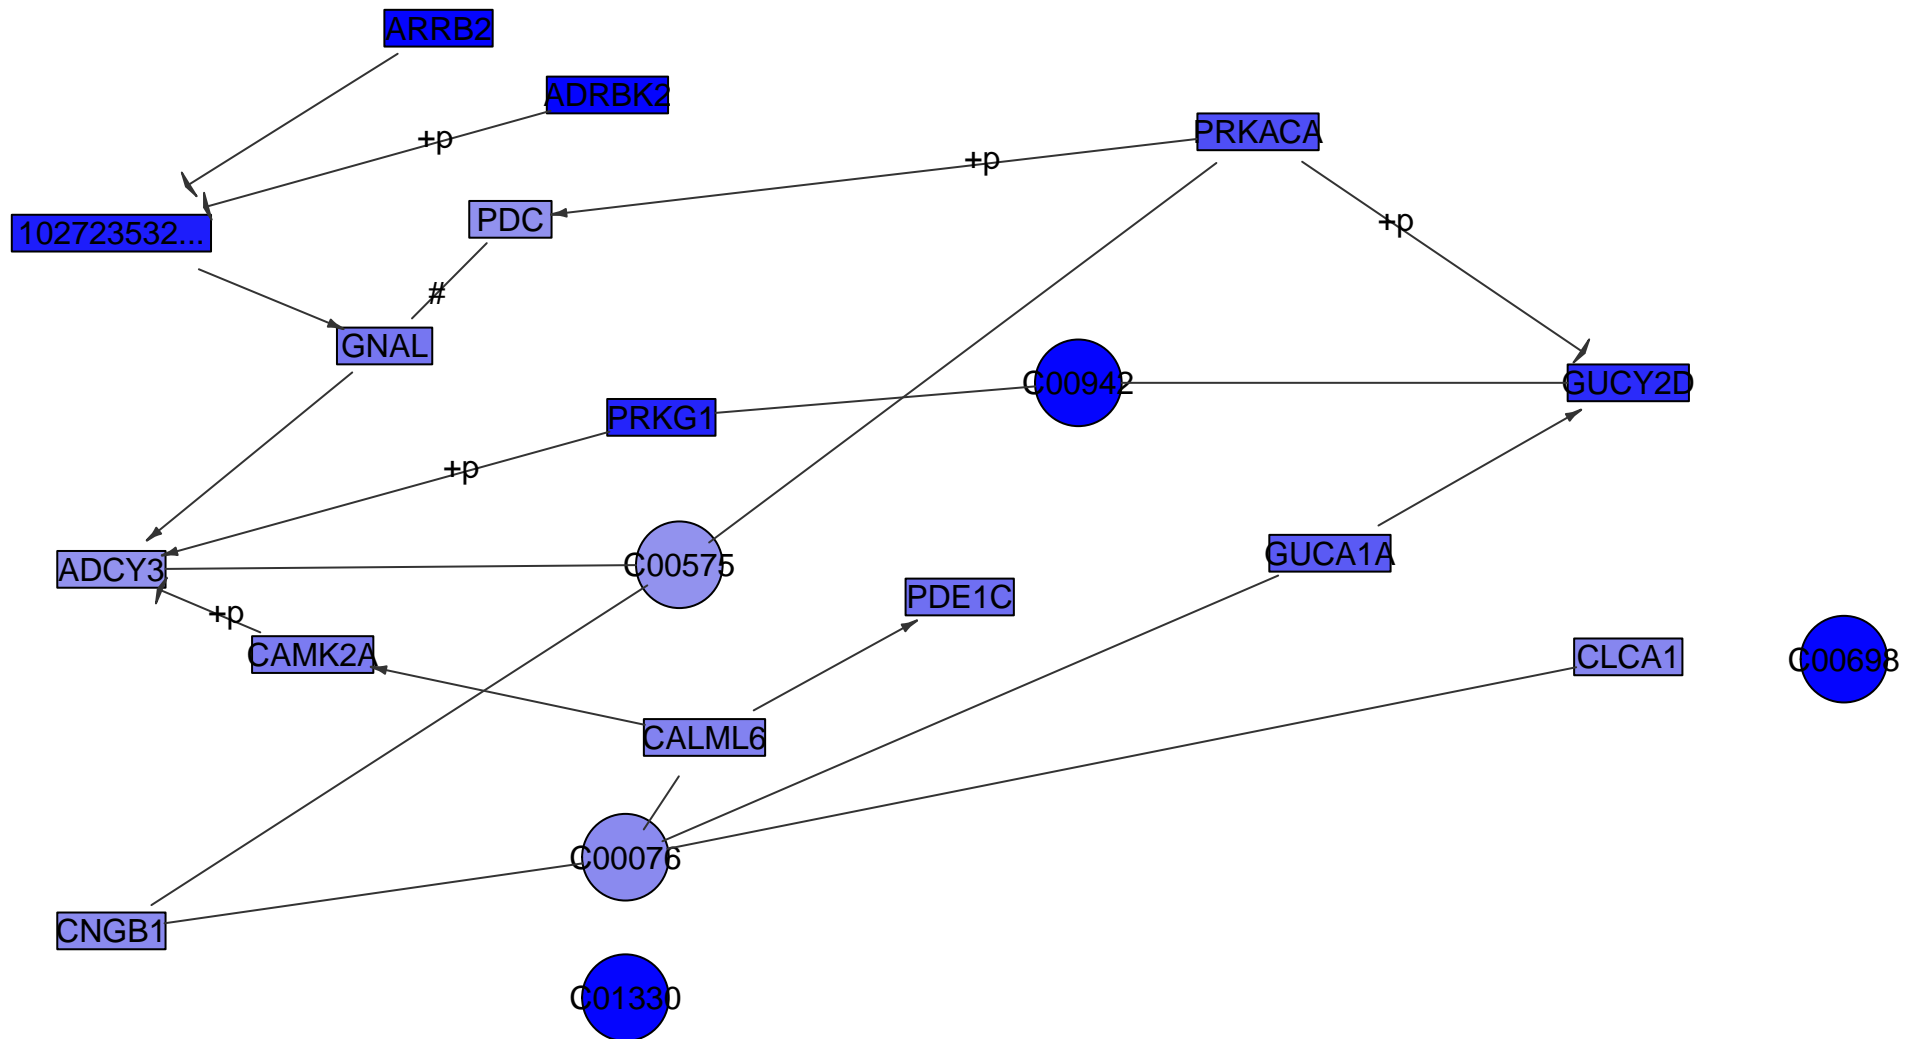 ARRB2
ADRBK2
+p
PRKACA
+p
102723532...
PDC
+p
#
GNAL
C00942
GUCY2D
PRKG1
+p
ADCY3
C00575
GUCA1A
PDE1C
+p
CAMK2A
CLCA1
C00698
CALML6
C00076
CNGB1
C01330